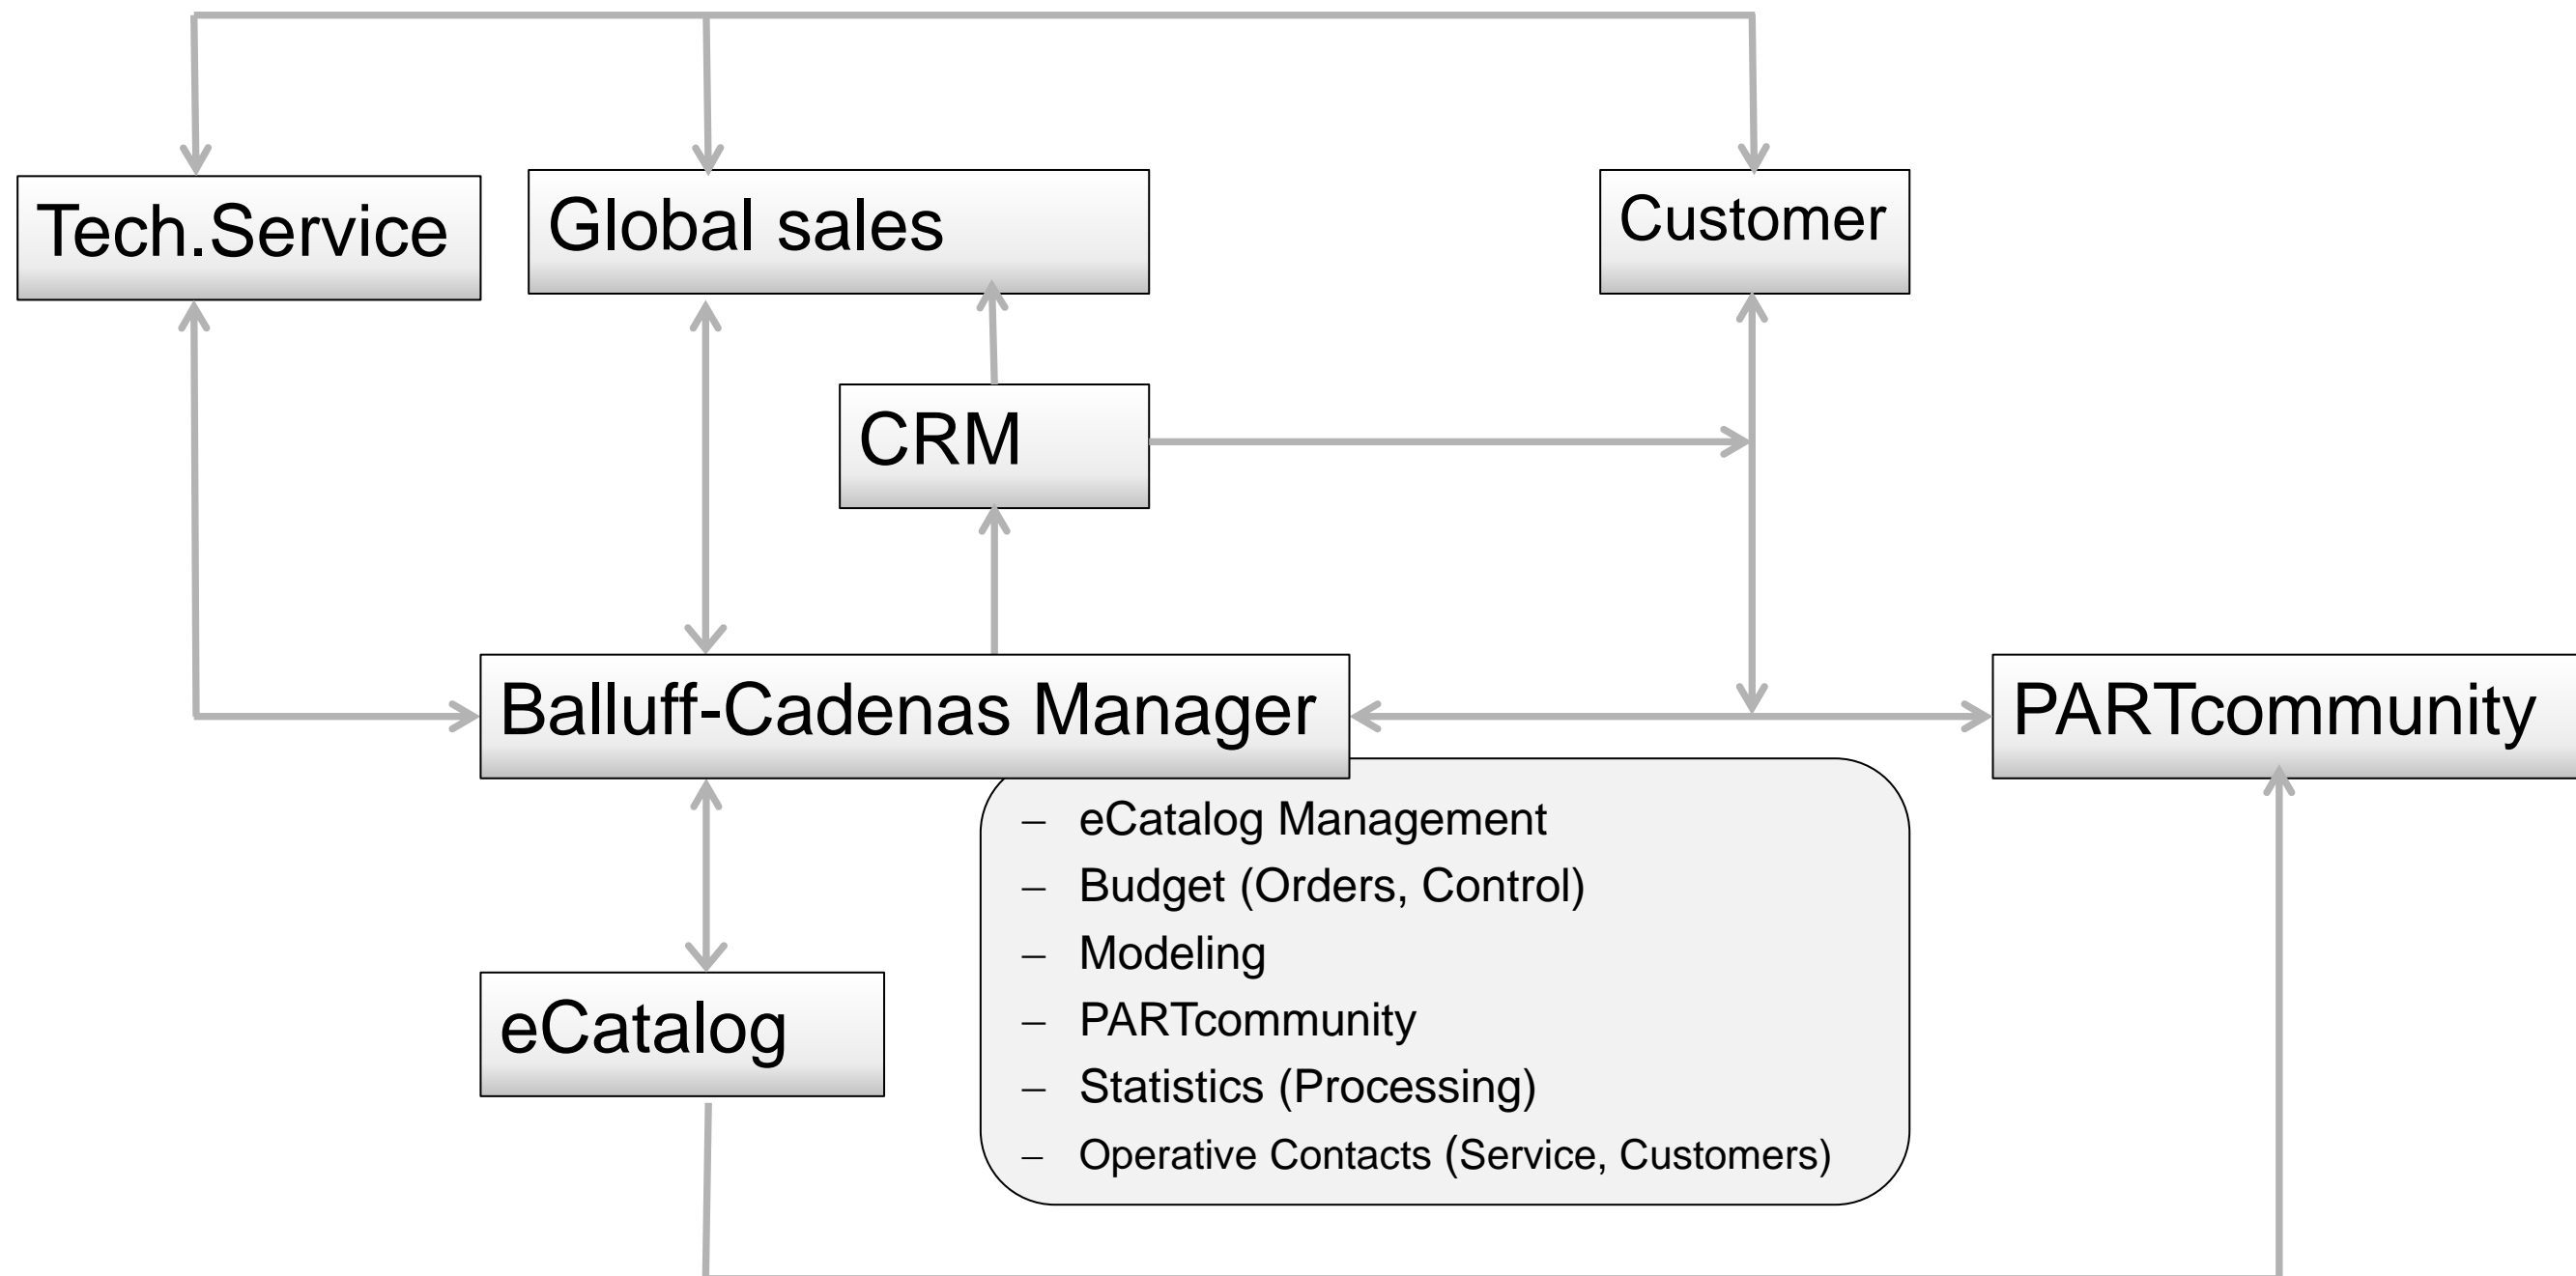 Tech.Service
Global sales
Customer
CRM
Balluff-Cadenas Manager
PARTcommunity
– eCatalog Management
– Budget (Orders, Control)
– Modeling
– PARTcommunity
– Statistics (Processing)
– Operative Contacts (Service, Customers)
eCatalog